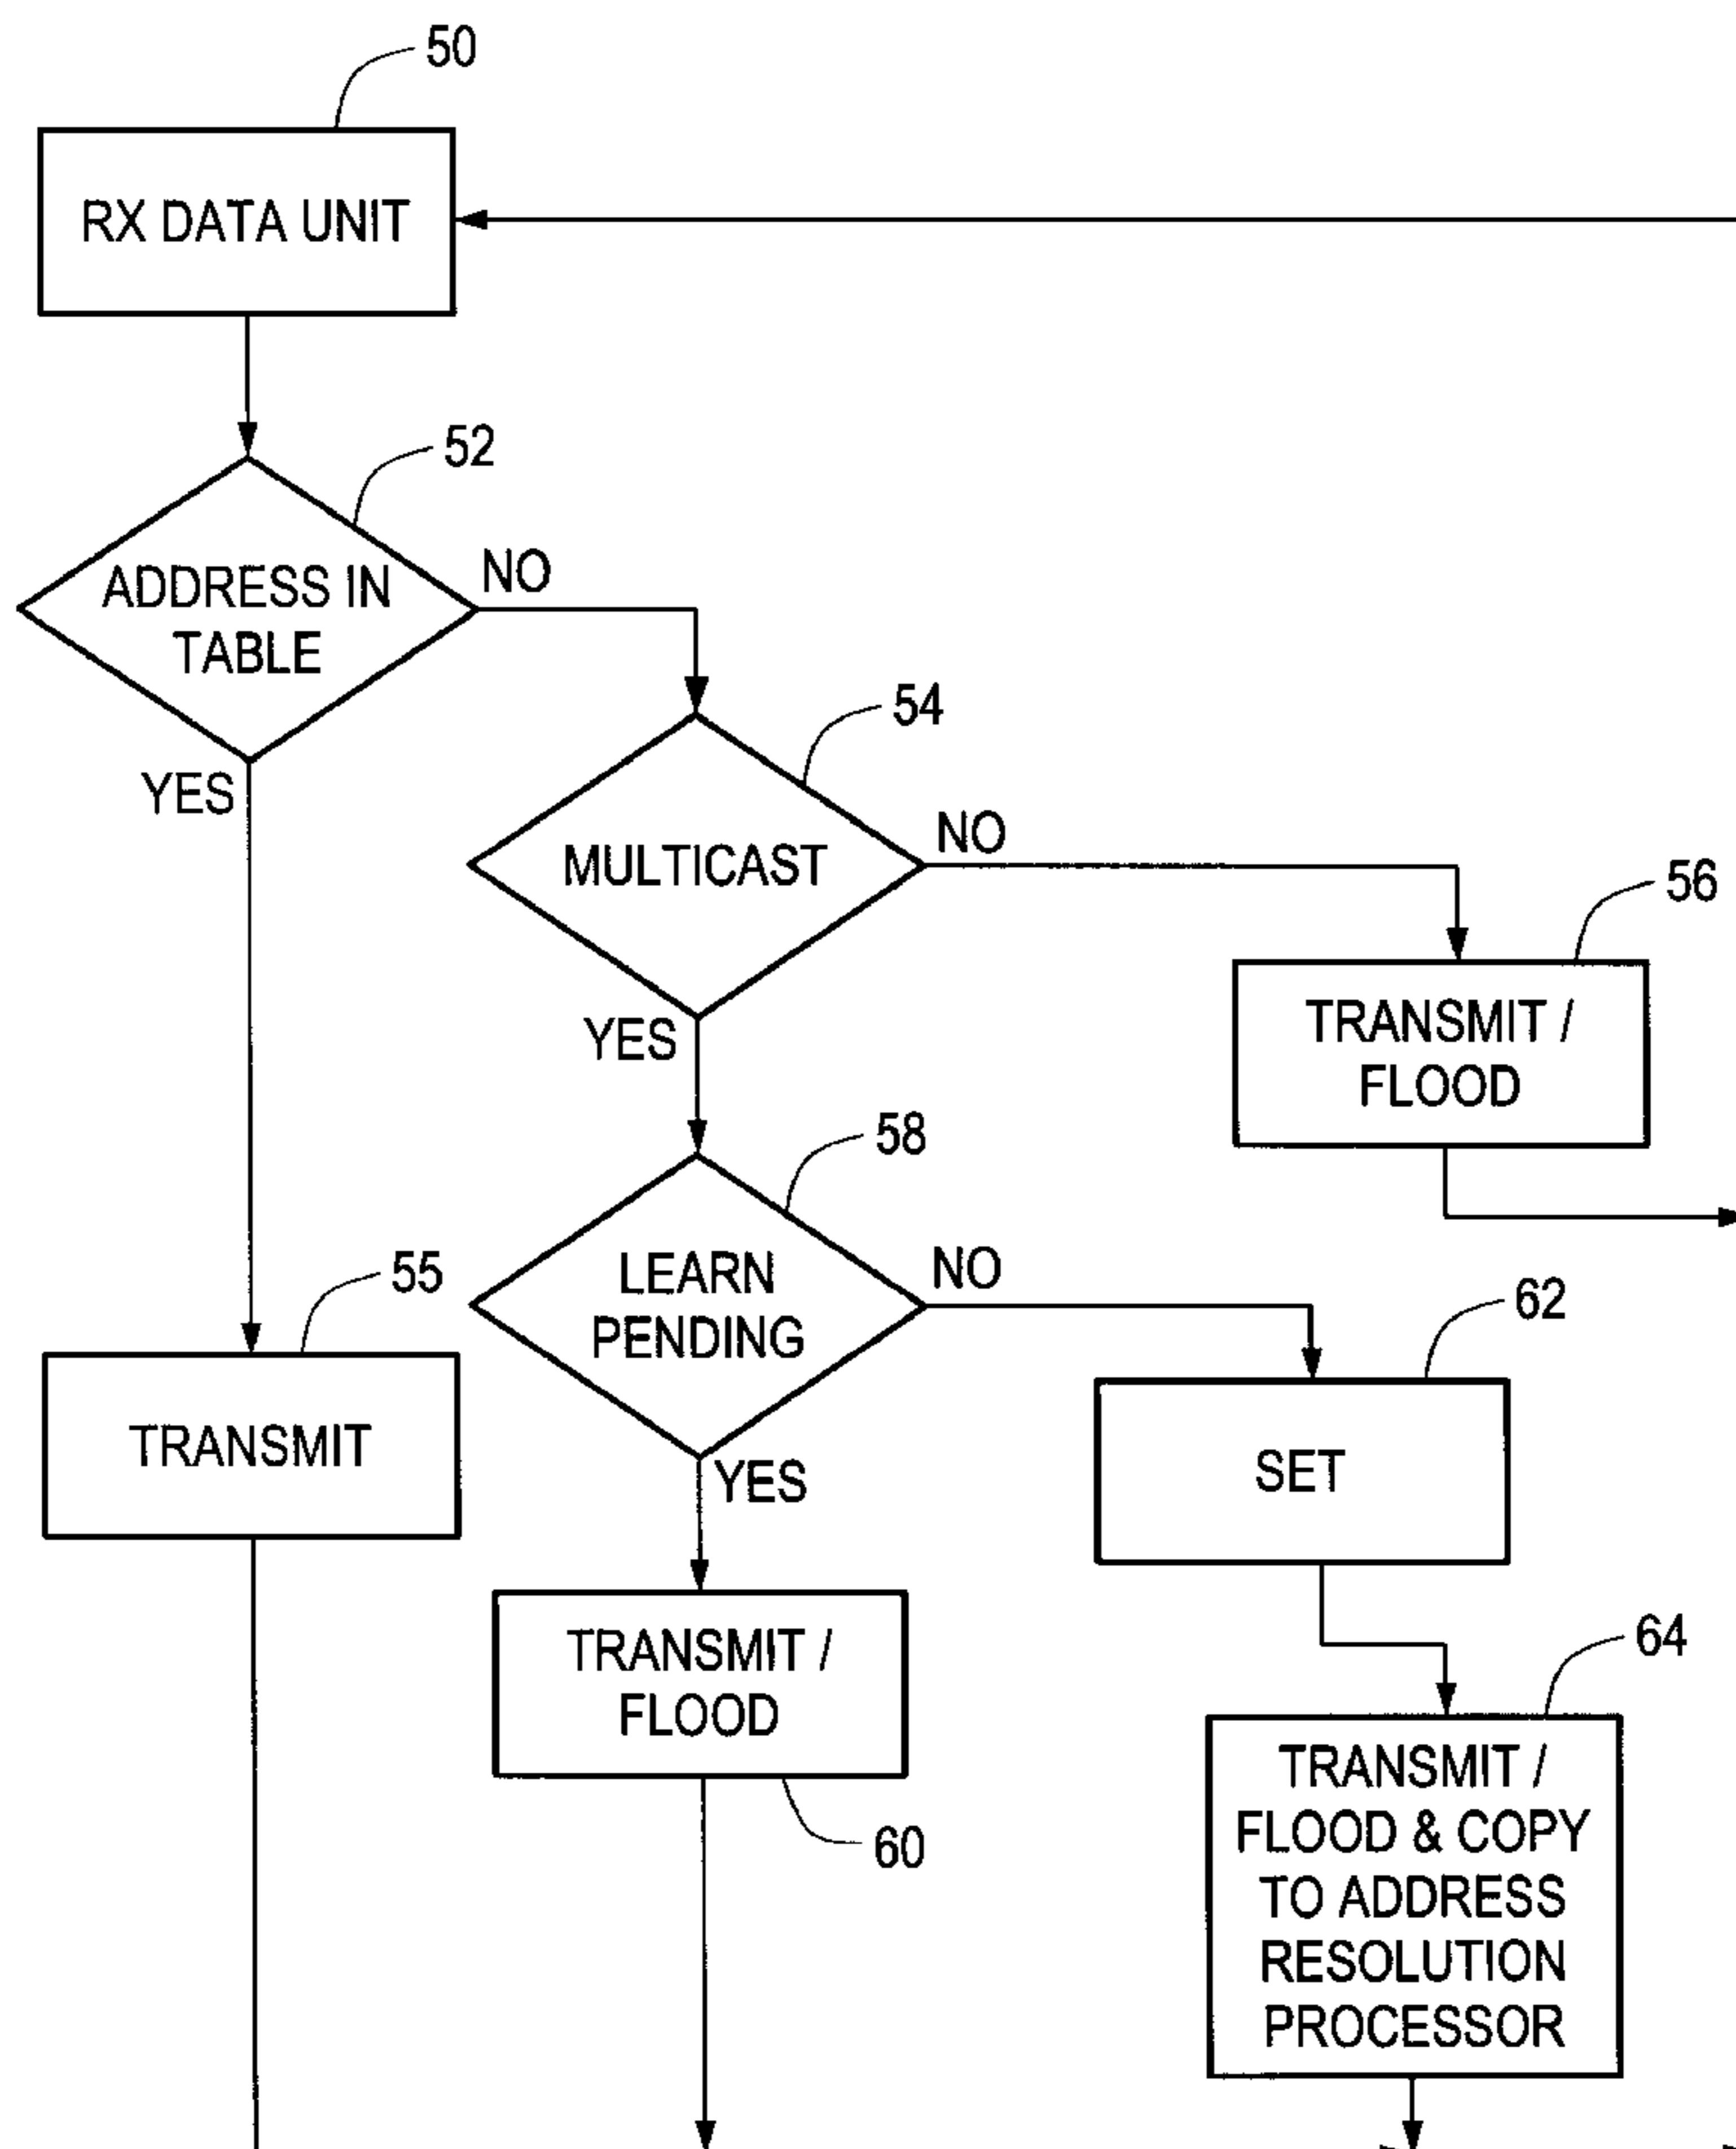 50
RX DATA UNIT
52
ADDRESS IN
TABLE
NO
YES
54
MULTICAST
NO
YES
56
TRANSMIT /
FLOOD
58
LEARN
PENDING
NO
YES
55
TRANSMIT
62
SET
TRANSMIT /
FLOOD
60
64
TRANSMIT /
FLOOD & COPY
TO ADDRESS
RESOLUTION
PROCESSOR